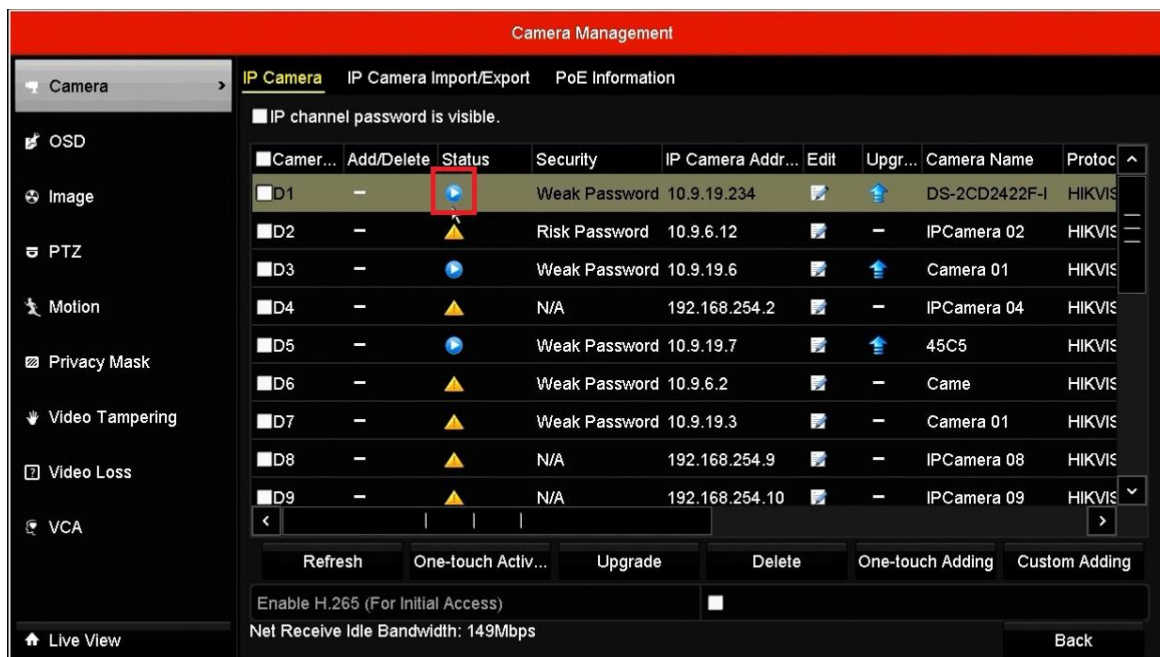 Camera Management
Camera
OSD
Image
PTZ
Motion
Privacy Mask
Video Tampering
Video Loss
VCA
Live View
IP Camera IP Camera Import/Export PoE Information
IP channel password is visible.
Camer... Add/Delete Status Security IP Camera Addr... Edit Upgr... Camera Name Protoc
D1 – Weak Password 10.9.19.234 DS-2CD2422F-I HIKVIS
D2 – Risk Password 10.9.6.12 – IPCamera 02 HIKVIS
D3 – Weak Password 10.9.19.6 Camera 01 HIKVIS
D4 – N/A 192.168.254.2 – IPCamera 04 HIKVIS
D5 – Weak Password 10.9.19.7 45C5 HIKVIS
D6 – Weak Password 10.9.6.2 – Came HIKVIS
D7 – Weak Password 10.9.19.3 – Camera 01 HIKVIS
D8 – N/A 192.168.254.9 – IPCamera 08 HIKVIS
D9 – N/A 192.168.254.10 – IPCamera 09 HIKVIS
Refresh One-touch Activ... Upgrade Delete One-touch Adding Custom Adding
Enable H.265 (For Initial Access)
Net Receive Idle Bandwidth: 149Mbps
Back